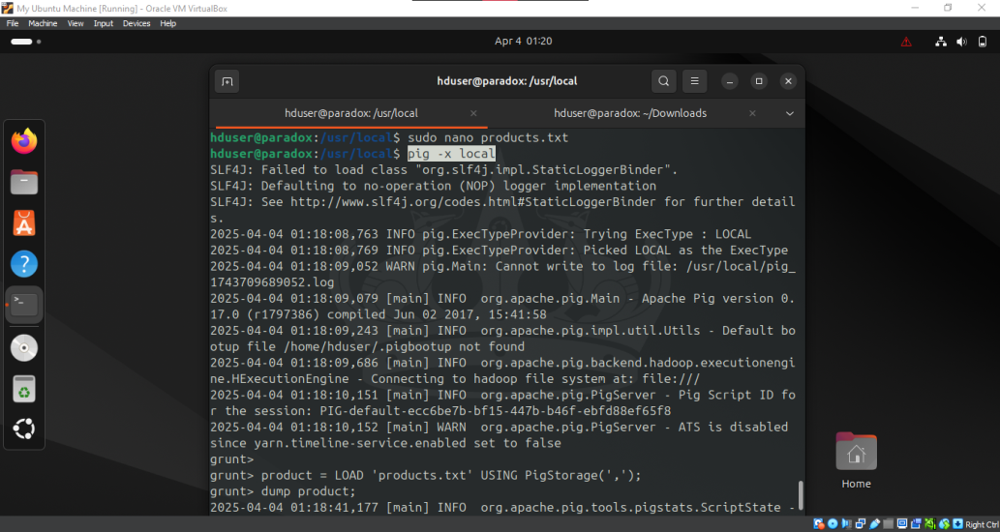 My Ubuntu Machine [Running] - Oracle VM VirtualBox
File Machine View Input Devices Help
Apr 4 01:20
hduser@paradox: /usr/local
hduser@paradox: /usr/local
hduser@paradox: ~/Downloads
hduser@paradox:/usr/local$ sudo nano products.txt
hduser@paradox:/usr/local$ pig -x local
SLF4J: Failed to load class "org.slf4j.impl.StaticLoggerBinder".
SLF4J: Defaulting to no-operation (NOP) logger implementation
SLF4J: See http://www.slf4j.org/codes.html#StaticLoggerBinder for further detail
s.
2025-04-04 01:18:08,763 INFO pig.ExecTypeProvider: Trying ExecType : LOCAL
2025-04-04 01:18:08,769 INFO pig.ExecTypeProvider: Picked LOCAL as the ExecType
2025-04-04 01:18:09,052 WARN pig.Main: Cannot write to log file: /usr/local/pig_
1743709689052.log
2025-04-04 01:18:09,079 [main] INFO  org.apache.pig.Main - Apache Pig version 0.
17.0 (r1797386) compiled Jun 02 2017, 15:41:58
2025-04-04 01:18:09,243 [main] INFO  org.apache.pig.impl.util.Utils - Default bo
otup file /home/hduser/.pigbootup not found
2025-04-04 01:18:09,686 [main] INFO  org.apache.pig.backend.hadoop.executionengi
ne.HExecutionEngine - Connecting to hadoop file system at: file:///
2025-04-04 01:18:10,151 [main] INFO  org.apache.pig.PigServer - Pig Script ID fo
r the session: PIG-default-ecc6be7b-bf15-447b-b46f-ebfd88ef65f8
2025-04-04 01:18:10,152 [main] WARN  org.apache.pig.PigServer - ATS is disabled
since yarn.timeline-service.enabled set to false
grunt>
grunt> product = LOAD 'products.txt' USING PigStorage(',');
grunt> dump product;
2025-04-04 01:18:41,177 [main] INFO  org.apache.pig.tools.pigstats.ScriptState -
Home
Right Ctrl